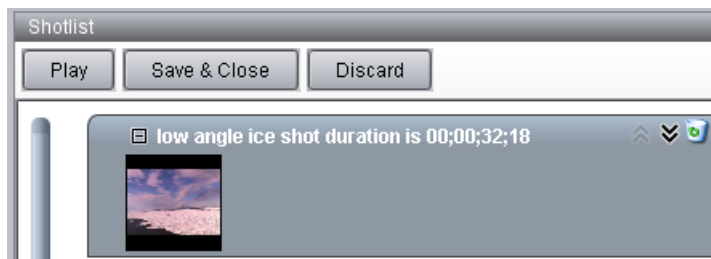 Shotlist
Play Save & Close Discard
low angle ice shot duration is 00;00;32;18